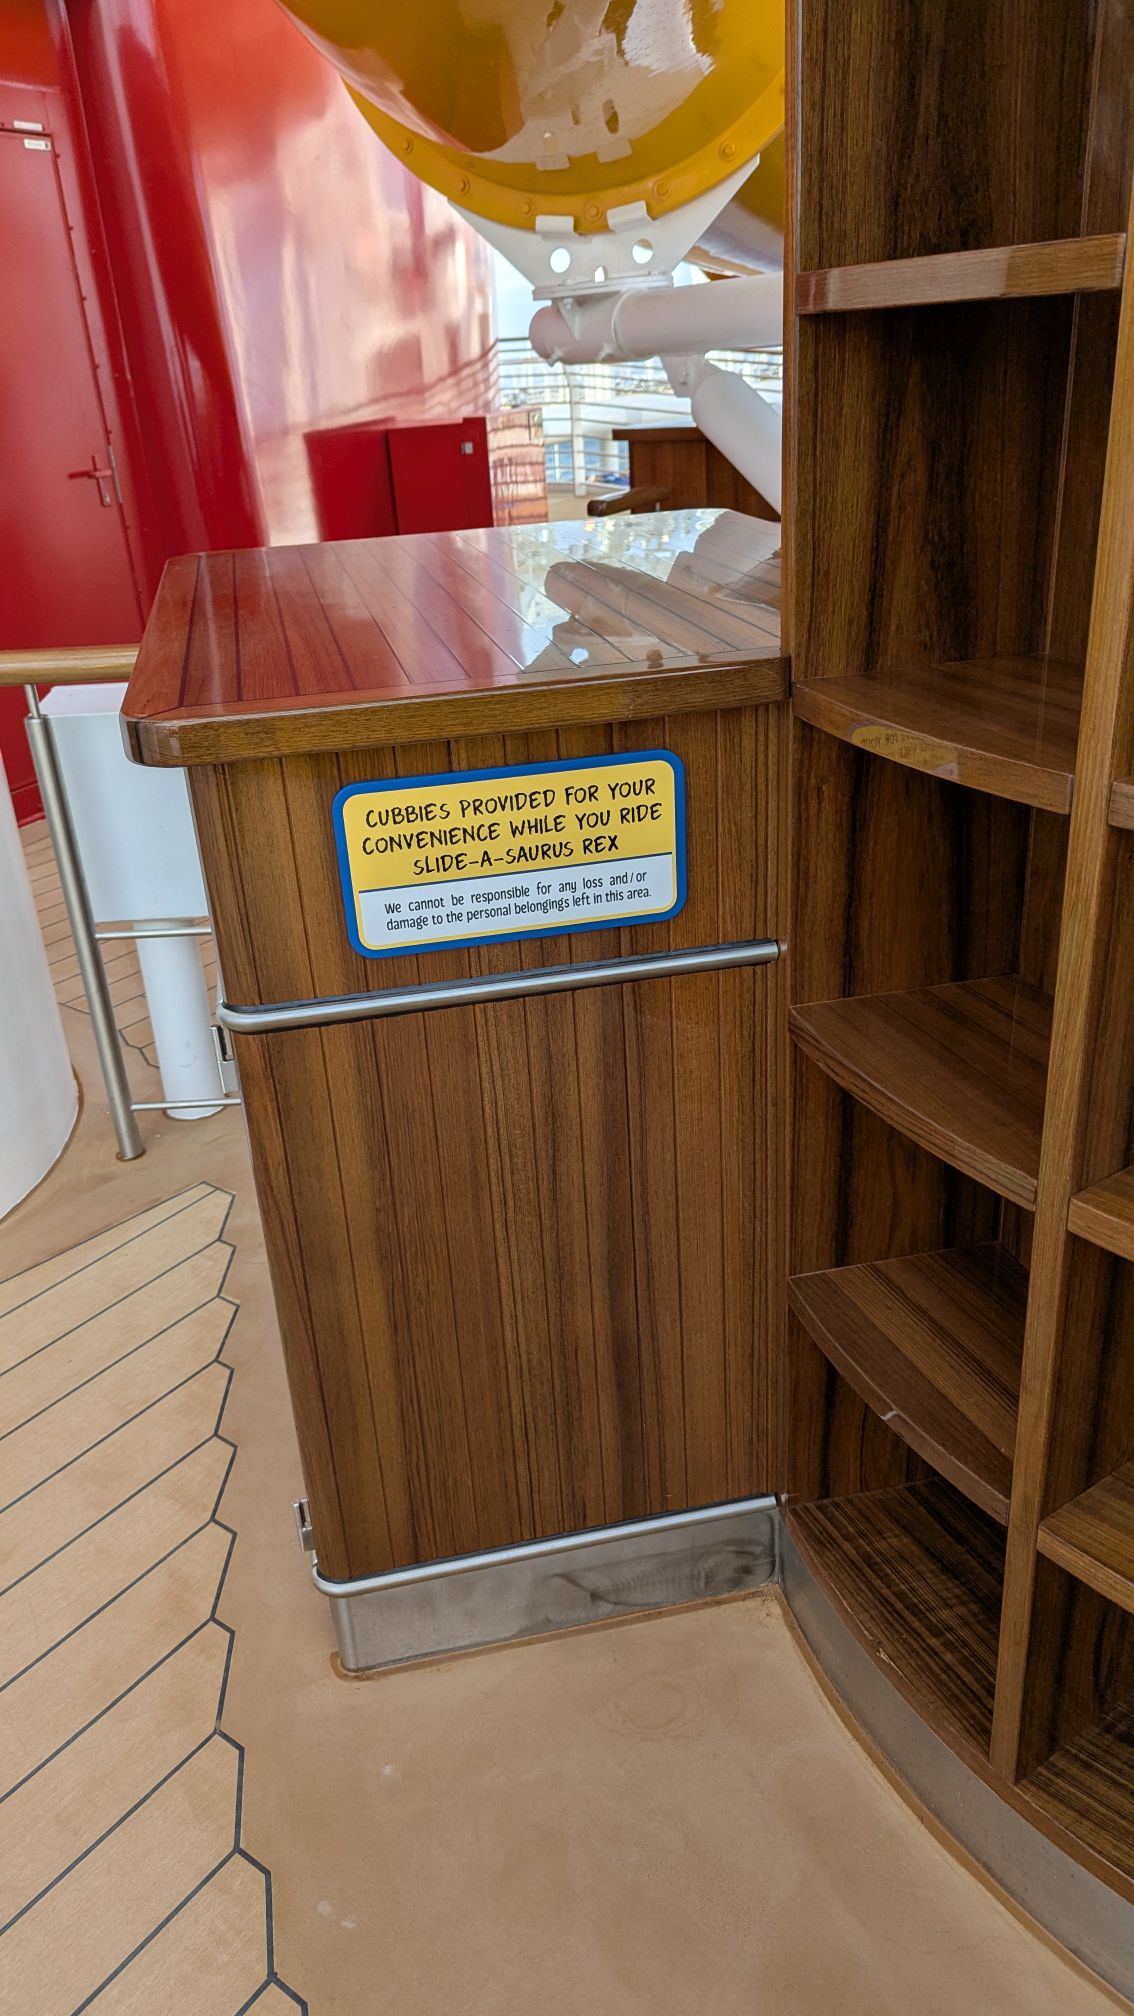 CUBBIES PROVIDED FOR YOUR
CONVENIENCE WHILE YOU RIDE
SLIDE-A-SAURUS REX
We cannot be responsible for any loss and/or
damage to the personal belongings left in this area.